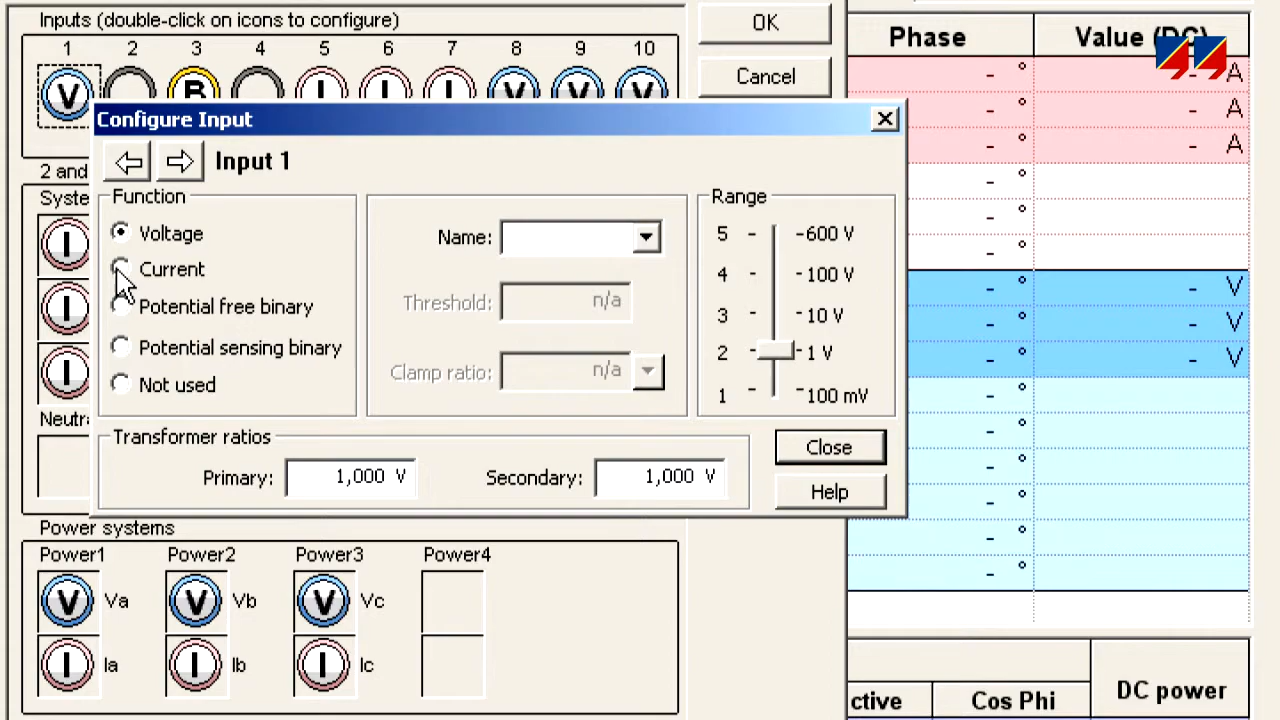 Inputs (double-click on icons to configure)
1 2 3 4 5 6 7 8 9 10
V B I I I V V V
OK
Cancel
Phase
Value (DC)
- ° - A
- ° - A
- ° - A
- °
- °
- °
- ° - V
- ° - V
- ° - V
- °
- °
- °
- °
- °
- °
Configure Input
Input 1
2 and
Syste
I
I
I
Neutr
Function
Voltage
Current
Potential free binary
Potential sensing binary
Not used
Name:
Threshold: n/a
Clamp ratio: n/a
Range
5 - -600 V
4 - -100 V
3 - -10 V
2 - -1 V
1 - -100 mV
Transformer ratios
Primary: 1,000 V
Secondary: 1,000 V
Close
Help
Power systems
Power1 Power2 Power3 Power4
V Va V Vb V Vc
I Ia I Ib I Ic
ctive
Cos Phi
DC power